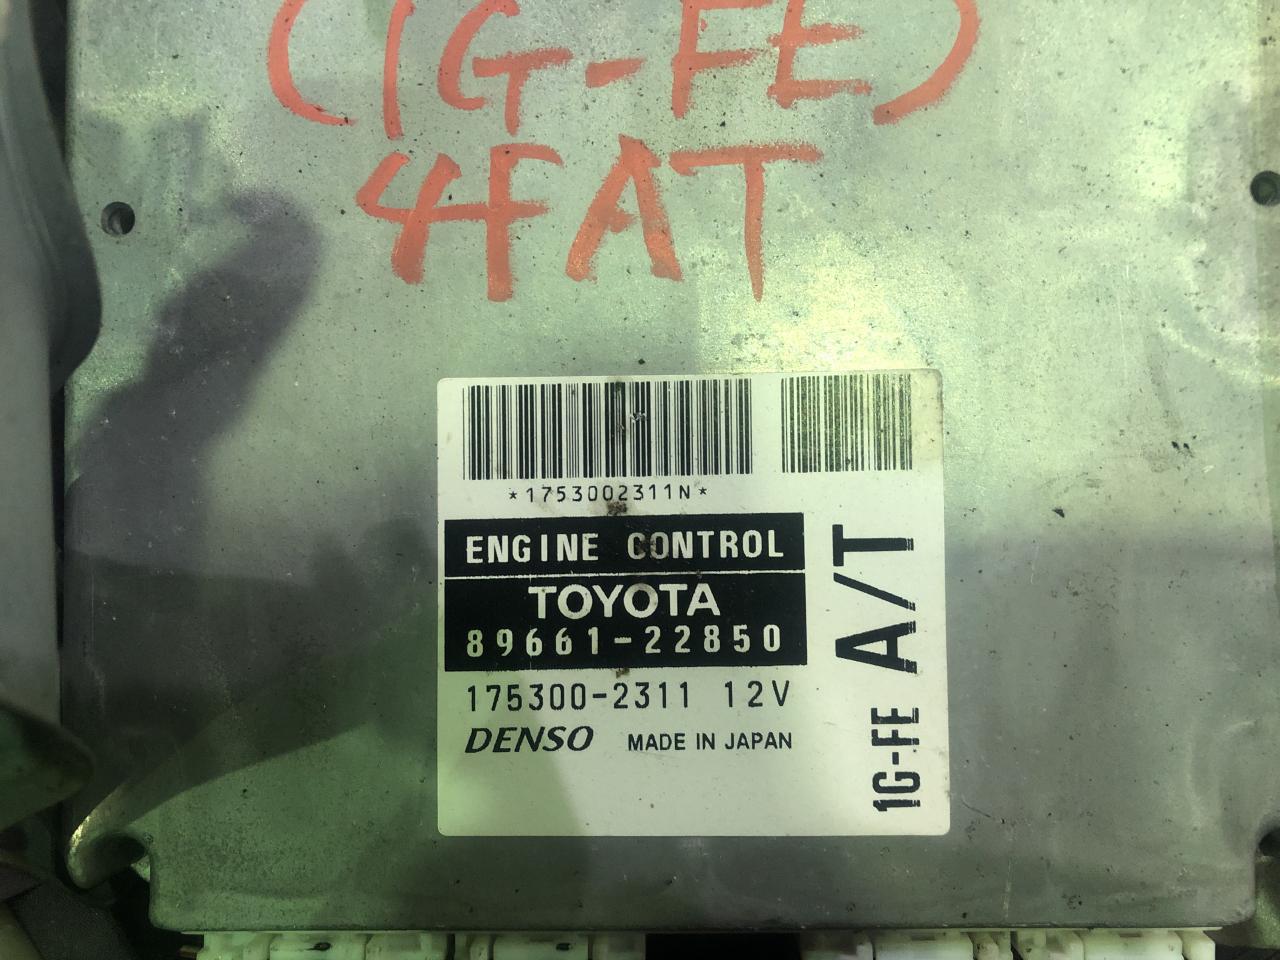 (1G-FE)
4FAT
*1753002311N*
ENGINE CONTROL
TOYOTA
89661-22850
175300-2311 12V
DENSO MADE IN JAPAN
1G-FE A/T